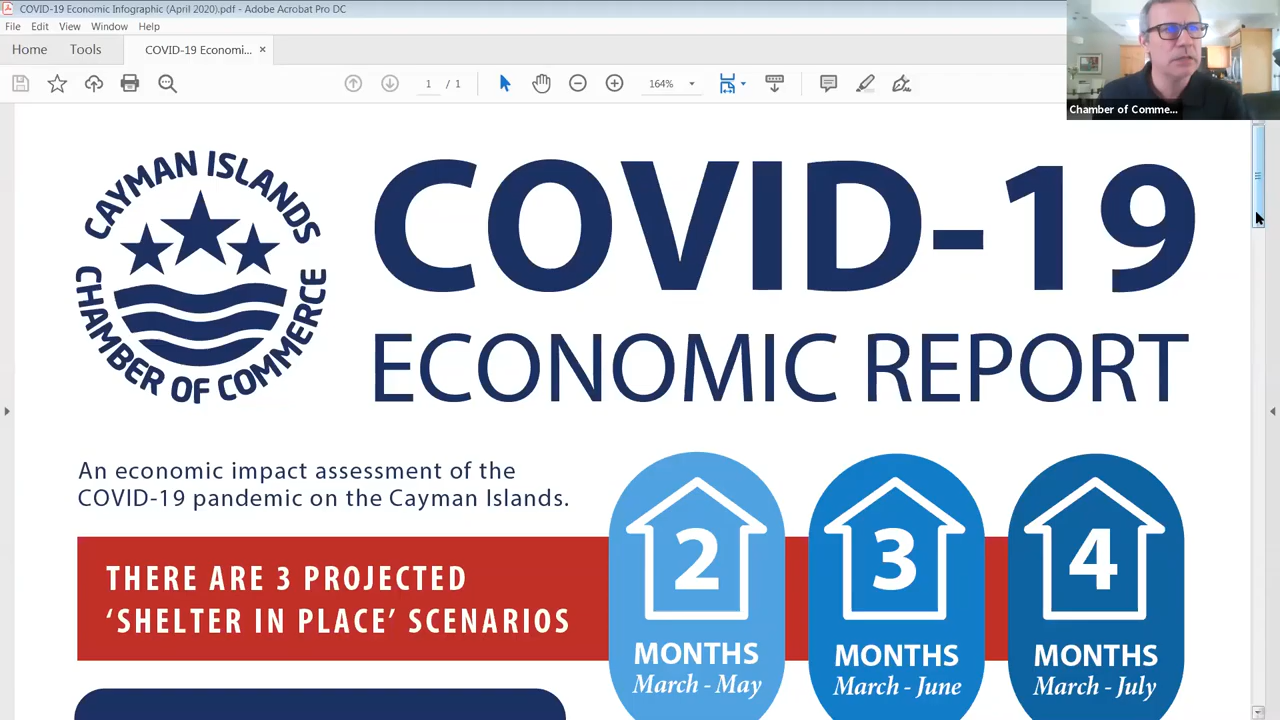 COVID-19 Economic Infographic (April 2020).pdf - Adobe Acrobat Pro DC
File Edit View Window Help
Home Tools COVID-19 Economi... ×
1 / 1 164%
Chamber of Comme...
CAYMAN ISLANDS
CHAMBER OF COMMERCE
COVID-19
ECONOMIC REPORT
An economic impact assessment of the
COVID-19 pandemic on the Cayman Islands.
THERE ARE 3 PROJECTED
‘SHELTER IN PLACE’ SCENARIOS
2
MONTHS
March - May
3
MONTHS
March - June
4
MONTHS
March - July